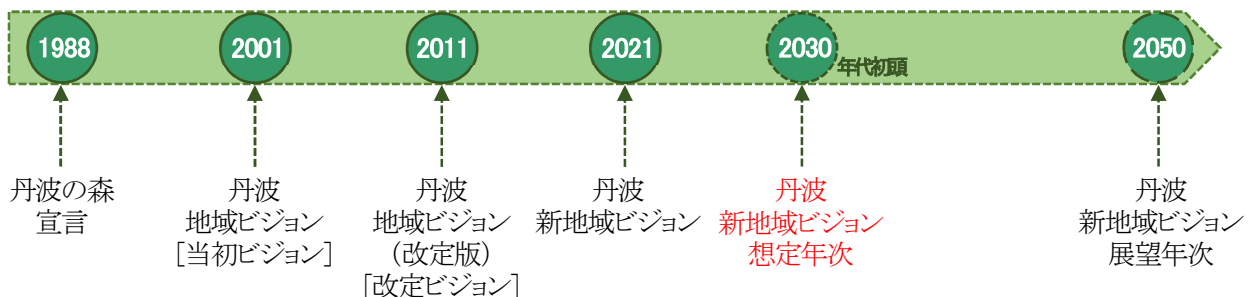 1988
2001
2011
2021
2030
年代初頭
2050
丹波の森
宣言
丹波
地域ビジョン
[当初ビジョン]
丹波
地域ビジョン
(改定版)
[改定ビジョン]
丹波
新地域ビジョン
丹波
新地域ビジョン
想定年次
丹波
新地域ビジョン
展望年次